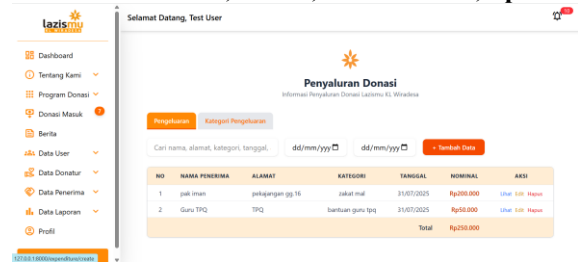 lazismu
KL WIRADESA
Selamat Datang, Test User
Dashboard
Tentang Kami
Program Donasi
Donasi Masuk
Berita
Data User
Data Donatur
Data Penerima
Data Laporan
Profil
127.0.0.1:8000/expenditure/create
Penyaluran Donasi
Informasi Penyaluran Donasi Lazismu KL Wiradesa
Pengeluaran Kategori Pengeluaran
Cari nama, alamat, kategori, tanggal, dd/mm/yyy dd/mm/yyy + Tambah Data
NO NAMA PENERIMA ALAMAT KATEGORI TANGGAL NOMINAL AKSI
1 pak iman pekajangan gg.16 zakat mal 31/07/2025 Rp200.000 Lihat Edit Hapus
2 Guru TPQ TPQ bantuan guru tpq 31/07/2025 Rp50.000 Lihat Edit Hapus
Total Rp250.000